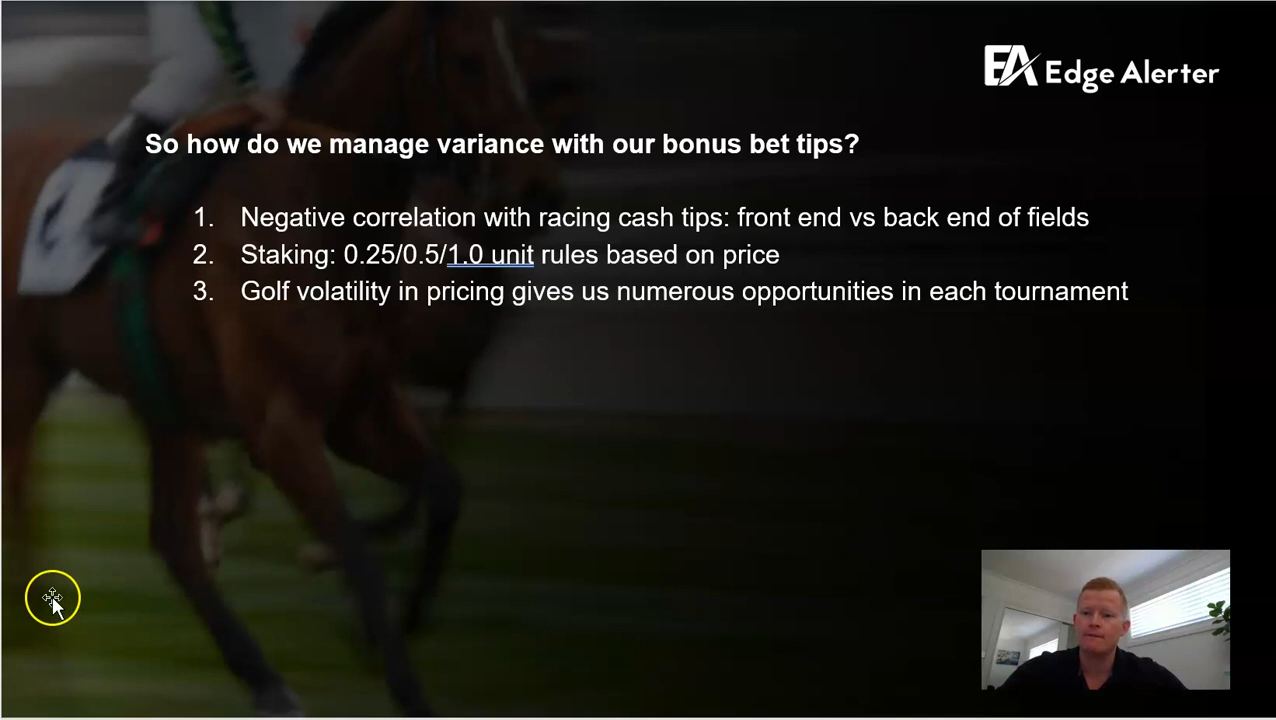 EA Edge Alerter
So how do we manage variance with our bonus bet tips?
1. Negative correlation with racing cash tips: front end vs back end of fields
2. Staking: 0.25/0.5/1.0 unit rules based on price
3. Golf volatility in pricing gives us numerous opportunities in each tournament